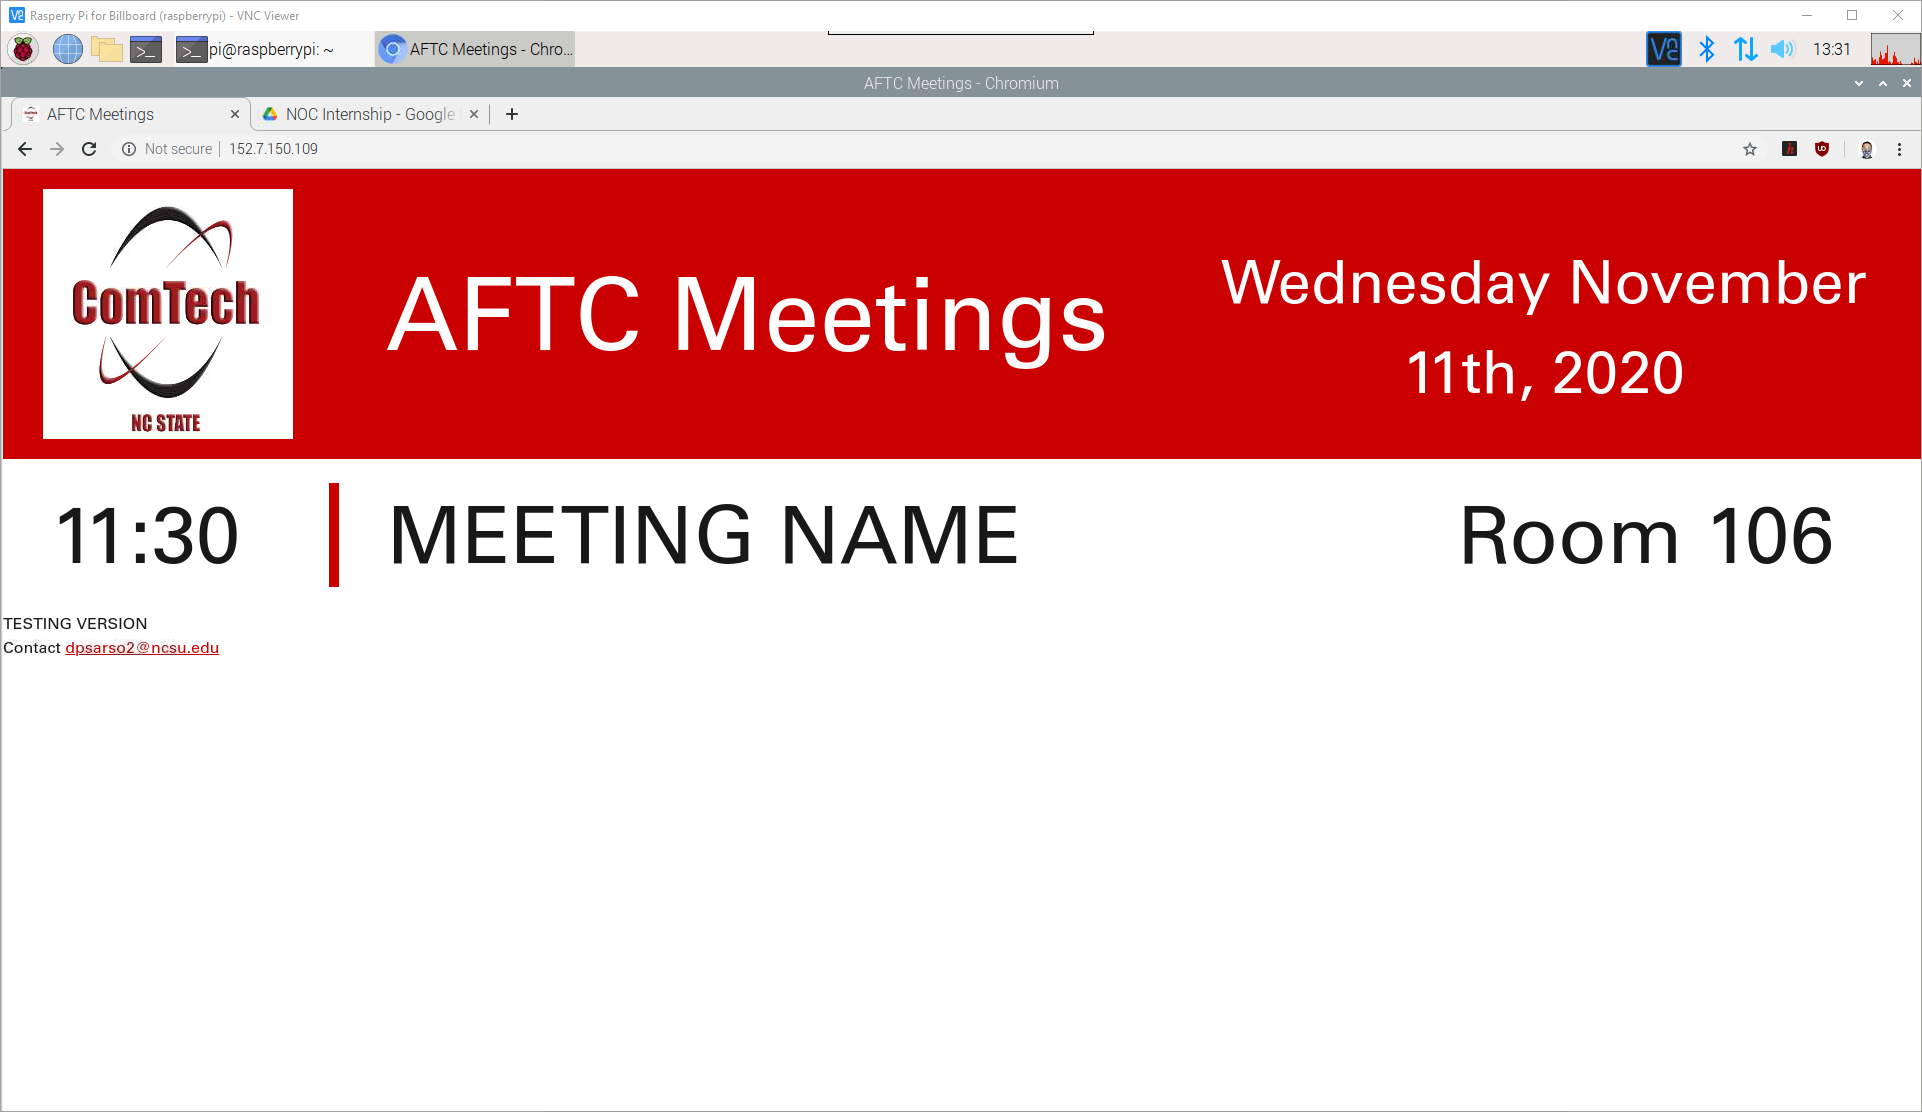 Rasperry Pi for Billboard (raspberrypi) - VNC Viewer
pi@raspberrypi: ~
AFTC Meetings - Chro...
13:31
AFTC Meetings - Chromium
AFTC Meetings
NOC Internship - Google
Not secure
152.7.150.109
ComTech
NC STATE
AFTC Meetings
Wednesday November
11th, 2020
11:30
MEETING NAME
Room 106
TESTING VERSION
Contact dpsarso2@ncsu.edu